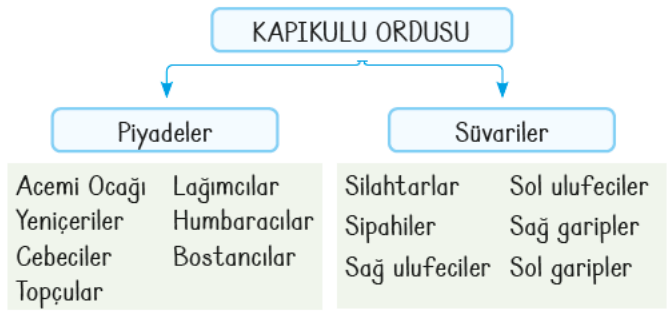 KAPIKULU ORDUSU
Piyadeler
Acemi Ocağı
Yeniçeriler
Cebeciler
Topçular
Lağımcılar
Humbaracılar
Bostancılar
Süvariler
Silahtarlar
Sipahiler
Sağ ulufeciler
Sol ulufeciler
Sağ garipler
Sol garipler